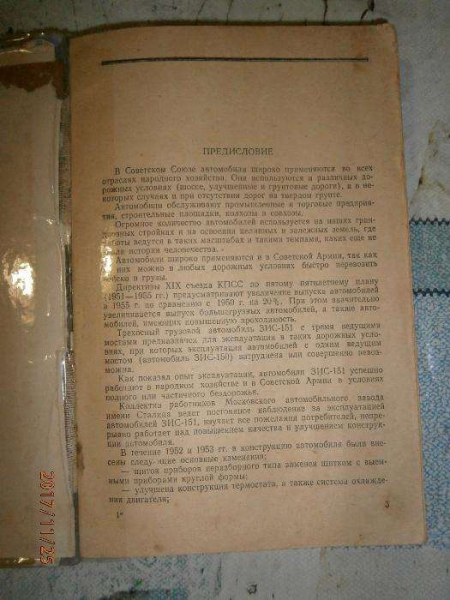 ПРЕДИСЛОВИЕ
В Советском Союзе автомобили широко применяются во всех
отраслях народного хозяйства. Они используются в различных до-
рожных условиях (шоссе, улучшенные и грунтовые дороги), а в не-
которых случаях и при отсутствии дорог на твердом грунте.
Автомобили обслуживают промышленные и торговые предприя-
тия, строительные площадки, колхозы и совхозы.
Огромное количество автомобилей используется на наших гран-
стройках и на освоении целинных и залежных земель, где
ведутся в таких масштабах и такими темпами, каких еще не
история человечества.
Автомобили широко применяются и в Советской Армии, так как
них можно в любых дорожных условиях быстро перевозить
и грузы.
Директивы XIX съезда КПСС по пятому пятилетнему плану
(1951—1955 гг.) предусматривают увеличение выпуска автомобилей
в 1955 г. по сравнению с 1950 г. на 20%. При этом значительно
увеличивается выпуск большегрузных автомобилей, а также авто-
мобилей, имеющих повышенную проходимость.
Трехосный грузовой автомобиль ЗИС-151 с тремя ведущими
мостами предназначен для эксплуатации в таких дорожных усло-
виях, при которых эксплуатация автомобилей с одним ведущим
мостом (автомобиль ЗИС-150) затруднена или совершенно невоз-
можна.
Как показал опыт эксплуатации, автомобили ЗИС-151 успешно
работают в народном хозяйстве и в Советской Армии в условиях
полного или частичного бездорожья.
Коллектив работников Московского автомобильного завода
имени Сталина ведет постоянное наблюдение за эксплуатацией
автомобилей ЗИС-151, изучает все пожелания потребителей, непре-
рывно работает над повышением качества и улучшением конструк-
ции автомобиля.
В течение 1952 и 1953 гг. в конструкцию автомобиля были вне-
сены следующие основные изменения:
— щиток приборов неразборного типа заменен щитком с выем-
ными приборами круглой формы;
— улучшена конструкция термостата, а также система охлажде-
нии двигателя;
1*
3
2017/11/23